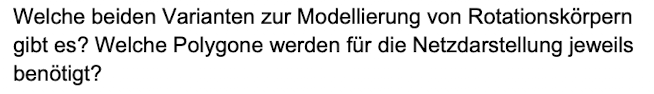 Welche beiden Varianten zur Modellierung von Rotationskörpern
gibt es? Welche Polygone werden für die Netzdarstellung jeweils
benötigt?